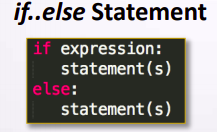 if..else Statement
if expression:
    statement(s)
else:
    statement(s)